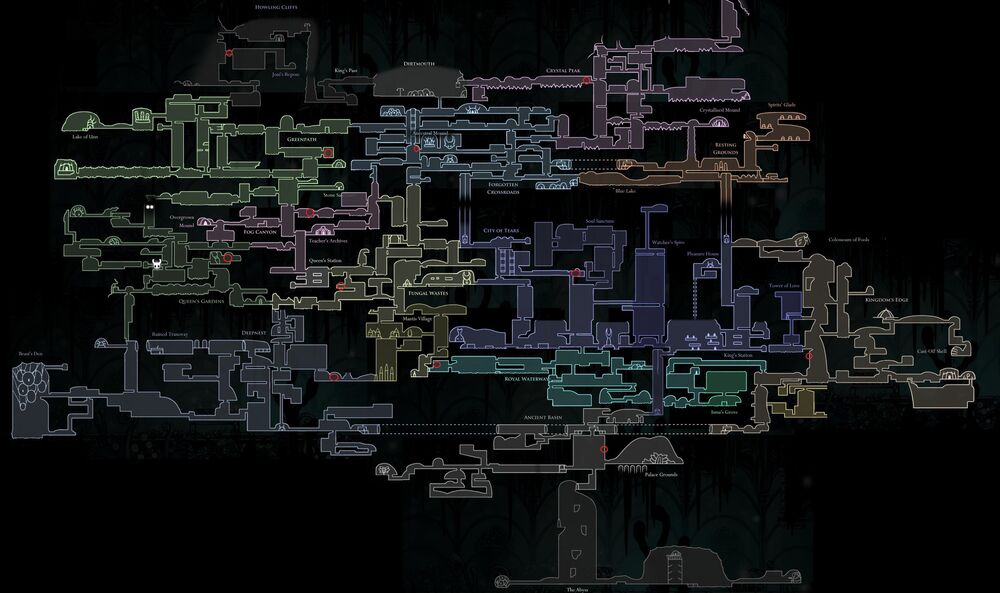 HOWLING CLIFFS
Joni's Repose
King's Pass
DIRTMOUTH
CRYSTAL PEAK
Crystallised Mound
Spirits' Glade
Lake of Unn
GREENPATH
Ancestral Mound
RESTING
GROUNDS
FORGOTTEN
CROSSROADS
Blue Lake
Stone
Overgrown
Mound
FOG CANYON
Teacher's Archives
Queen's Station
CITY OF TEARS
Soul Sanctum
Watcher's Spire
Pleasure House
Colosseum of Fools
QUEEN'S GARDENS
FUNGAL WASTES
Mantis Village
Tower of Love
KINGDOM'S EDGE
Ruined Tramway
DEEPNEST
Beast's Den
King's Station
Cast-Off Shell
ROYAL WATERWAYS
Isma's Grove
ANCIENT BASIN
Palace Grounds
The Abyss